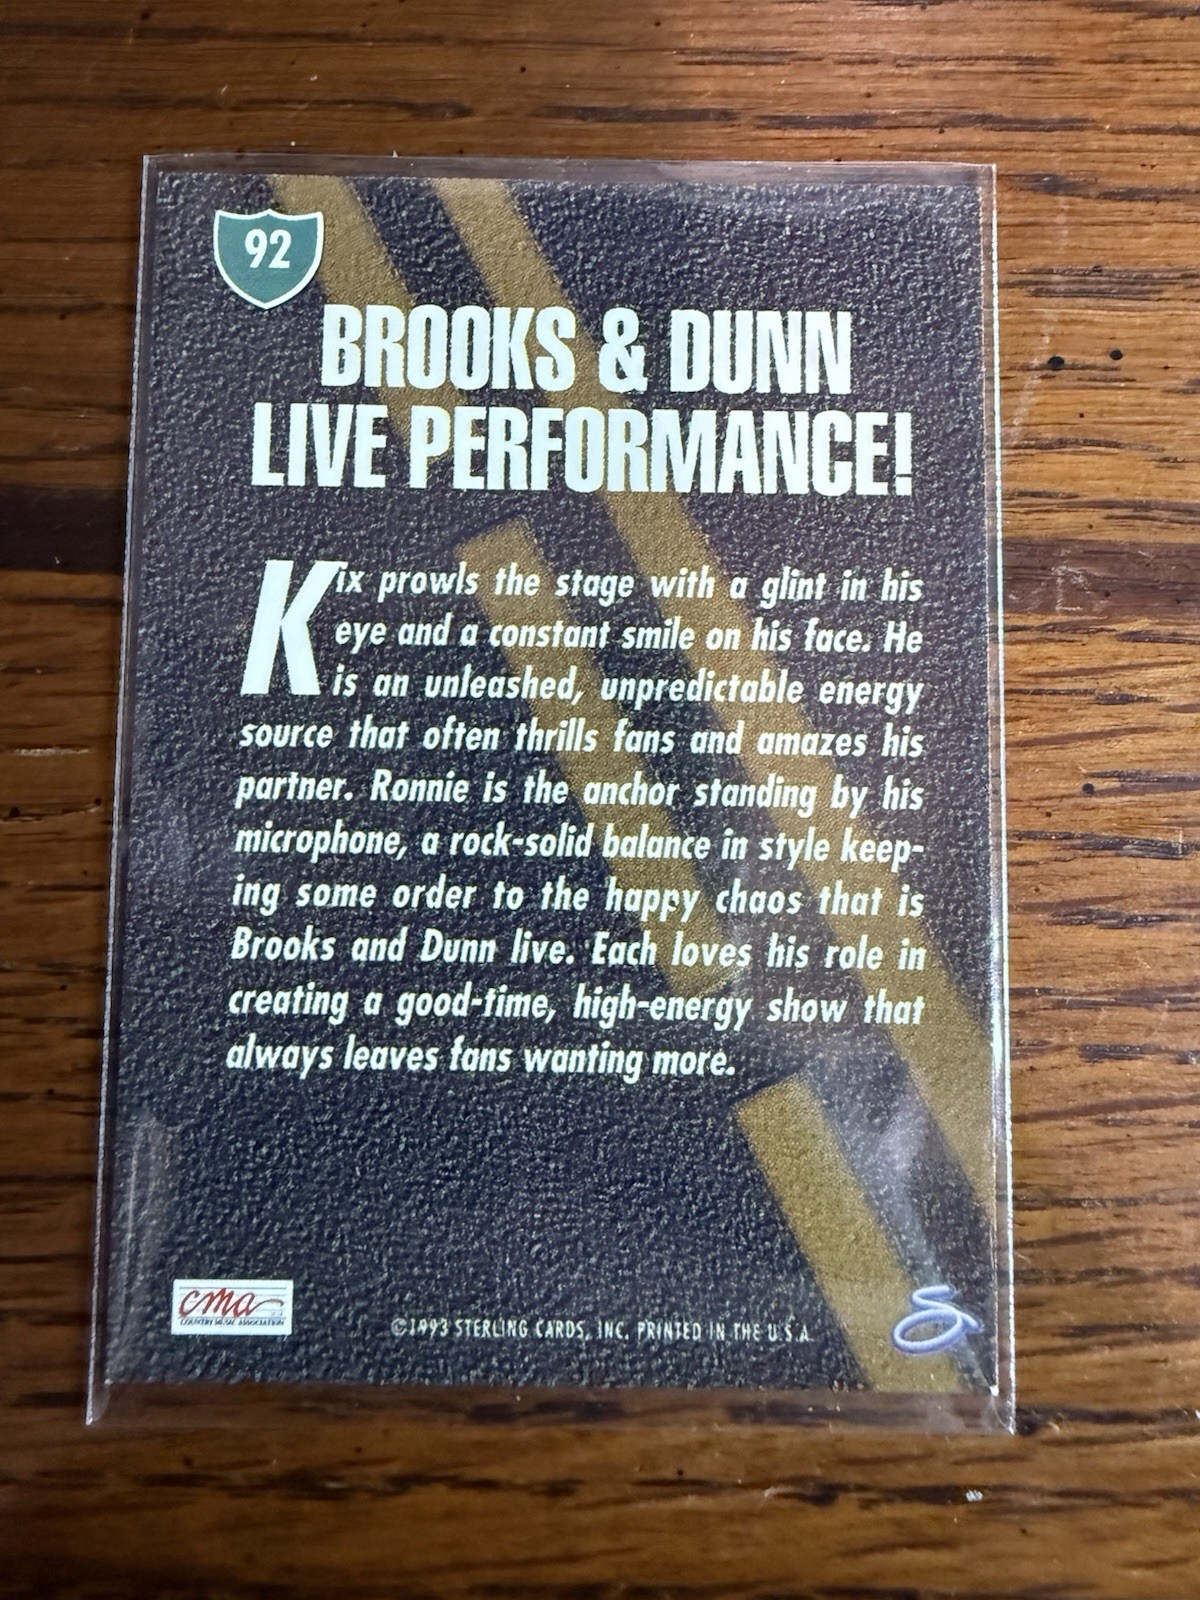 92
BROOKS & DUNN
LIVE PERFORMANCE!
Kix prowls the stage with a glint in his
eye and a constant smile on his face. He
is an unleashed, unpredictable energy
source that often thrills fans and amazes his
partner. Ronnie is the anchor standing by his
microphone, a rock-solid balance in style keep-
ing some order to the happy chaos that is
Brooks and Dunn live. Each loves his role in
creating a good-time, high-energy show that
always leaves fans wanting more.
cma
COUNTRY MUSIC ASSOCIATION
©1993 STERLING CARDS, INC. PRINTED IN THE U.S.A.
S